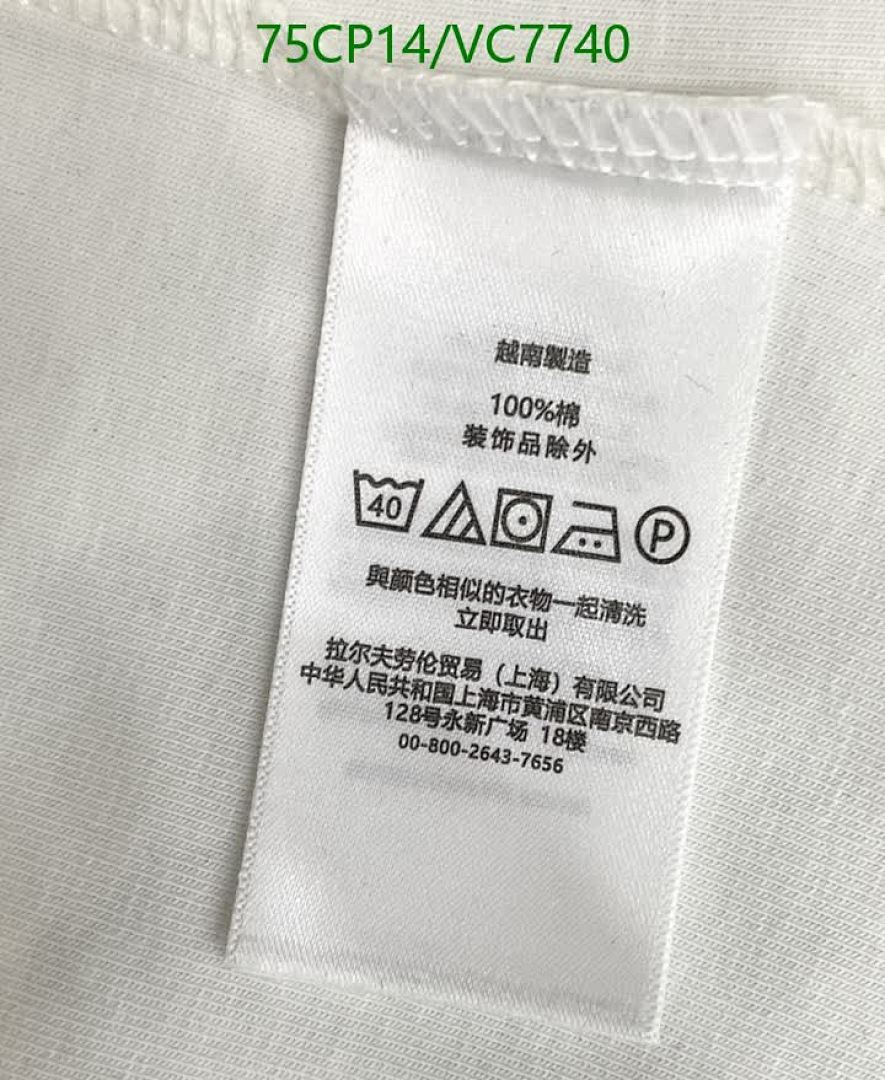 75CP14/VC7740
越南製造
100%棉
装饰品除外
40
P
與颜色相似的衣物一起清洗
立即取出
拉尔夫劳伦贸易（上海）有限公司
中华人民共和国上海市黄浦区南京西路
128号永新广场 18楼
00-800-2643-7656